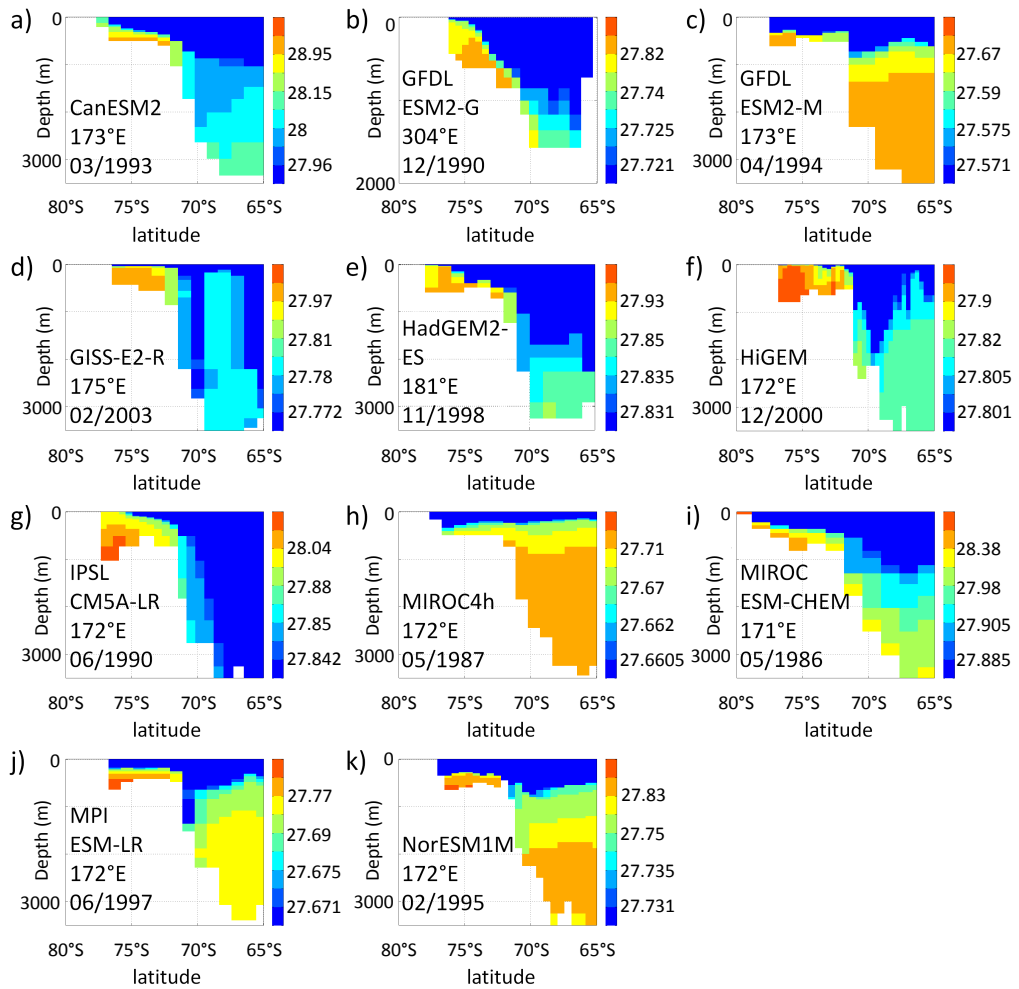 a)
0
Depth (m)
3000
CanESM2
173°E
03/1993
80°S 75°S 70°S 65°S
latitude
28.95
28.15
28
27.96
b)
0
Depth (m)
2000
GFDL
ESM2-G
304°E
12/1990
80°S 75°S 70°S 65°S
latitude
27.82
27.74
27.725
27.721
c)
0
Depth (m)
3000
GFDL
ESM2-M
173°E
04/1994
80°S 75°S 70°S 65°S
latitude
27.67
27.59
27.575
27.571
d)
0
Depth (m)
3000
GISS-E2-R
175°E
02/2003
80°S 75°S 70°S 65°S
latitude
27.97
27.81
27.78
27.772
e)
0
Depth (m)
3000
HadGEM2-
ES
181°E
11/1998
80°S 75°S 70°S 65°S
latitude
27.93
27.85
27.835
27.831
f)
0
Depth (m)
3000
HiGEM
172°E
12/2000
80°S 75°S 70°S 65°S
latitude
27.9
27.82
27.805
27.801
g)
0
Depth (m)
3000
IPSL
CM5A-LR
172°E
06/1990
80°S 75°S 70°S 65°S
latitude
28.04
27.88
27.85
27.842
h)
0
Depth (m)
3000
MIROC4h
172°E
05/1987
80°S 75°S 70°S 65°S
latitude
27.71
27.67
27.662
27.6605
i)
0
Depth (m)
3000
MIROC
ESM-CHEM
171°E
05/1986
80°S 75°S 70°S 65°S
latitude
28.38
27.98
27.905
27.885
j)
0
Depth (m)
3000
MPI
ESM-LR
172°E
06/1997
80°S 75°S 70°S 65°S
latitude
27.77
27.69
27.675
27.671
k)
0
Depth (m)
3000
NorESM1M
172°E
02/1995
80°S 75°S 70°S 65°S
latitude
27.83
27.75
27.735
27.731